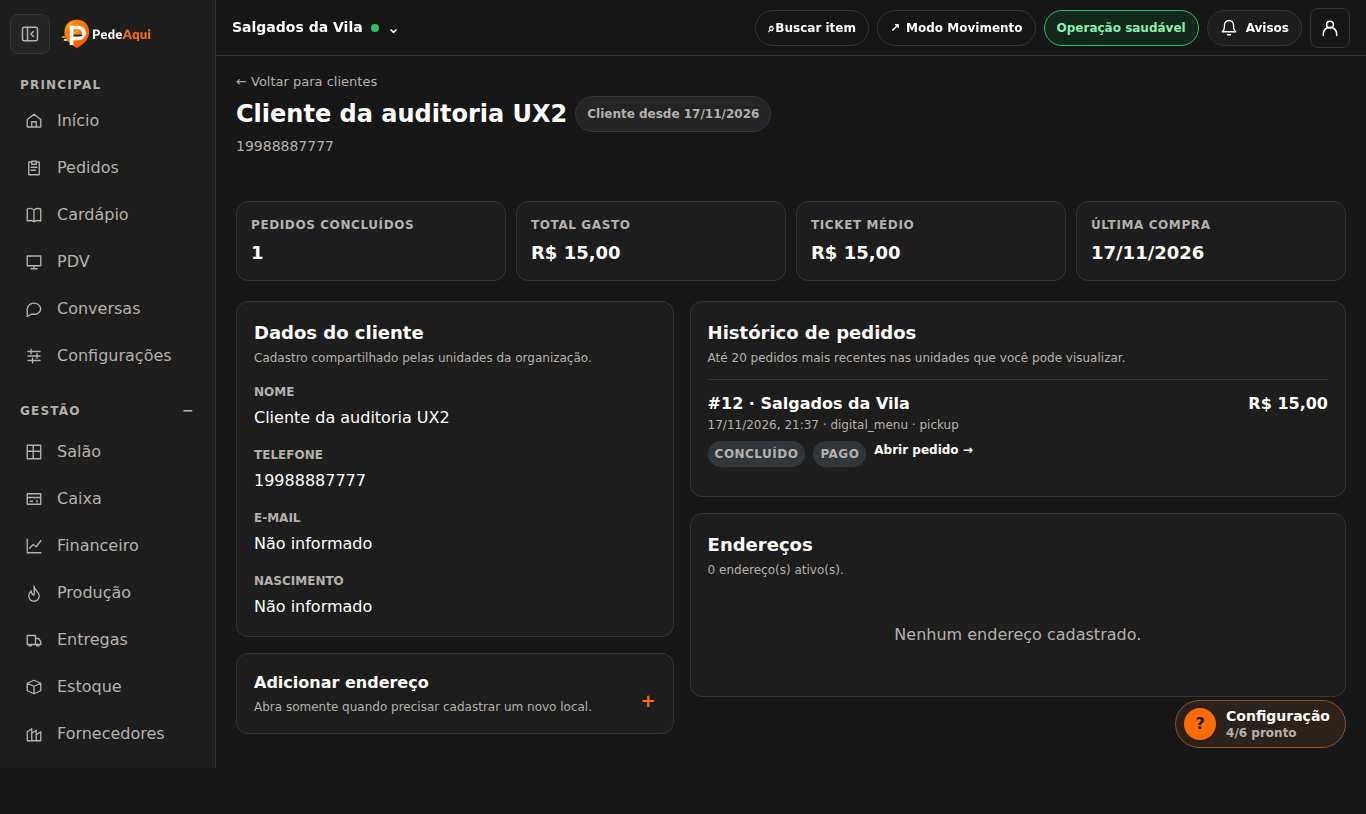 PedeAqui
PRINCIPAL
Início
Pedidos
Cardápio
PDV
Conversas
Configurações
GESTÃO −
Salão
Caixa
Financeiro
Produção
Entregas
Estoque
Fornecedores
Salgados da Vila
⌕Buscar item
↗ Modo Movimento
Operação saudável
Avisos
← Voltar para clientes
Cliente da auditoria UX2
Cliente desde 17/11/2026
19988887777
PEDIDOS CONCLUÍDOS
1
TOTAL GASTO
R$ 15,00
TICKET MÉDIO
R$ 15,00
ÚLTIMA COMPRA
17/11/2026
Dados do cliente
Cadastro compartilhado pelas unidades da organização.
NOME
Cliente da auditoria UX2
TELEFONE
19988887777
E-MAIL
Não informado
NASCIMENTO
Não informado
Adicionar endereço
Abra somente quando precisar cadastrar um novo local.
+
Histórico de pedidos
Até 20 pedidos mais recentes nas unidades que você pode visualizar.
#12 · Salgados da Vila R$ 15,00
17/11/2026, 21:37 · digital_menu · pickup
CONCLUÍDO PAGO Abrir pedido →
Endereços
0 endereço(s) ativo(s).
Nenhum endereço cadastrado.
? Configuração
4/6 pronto